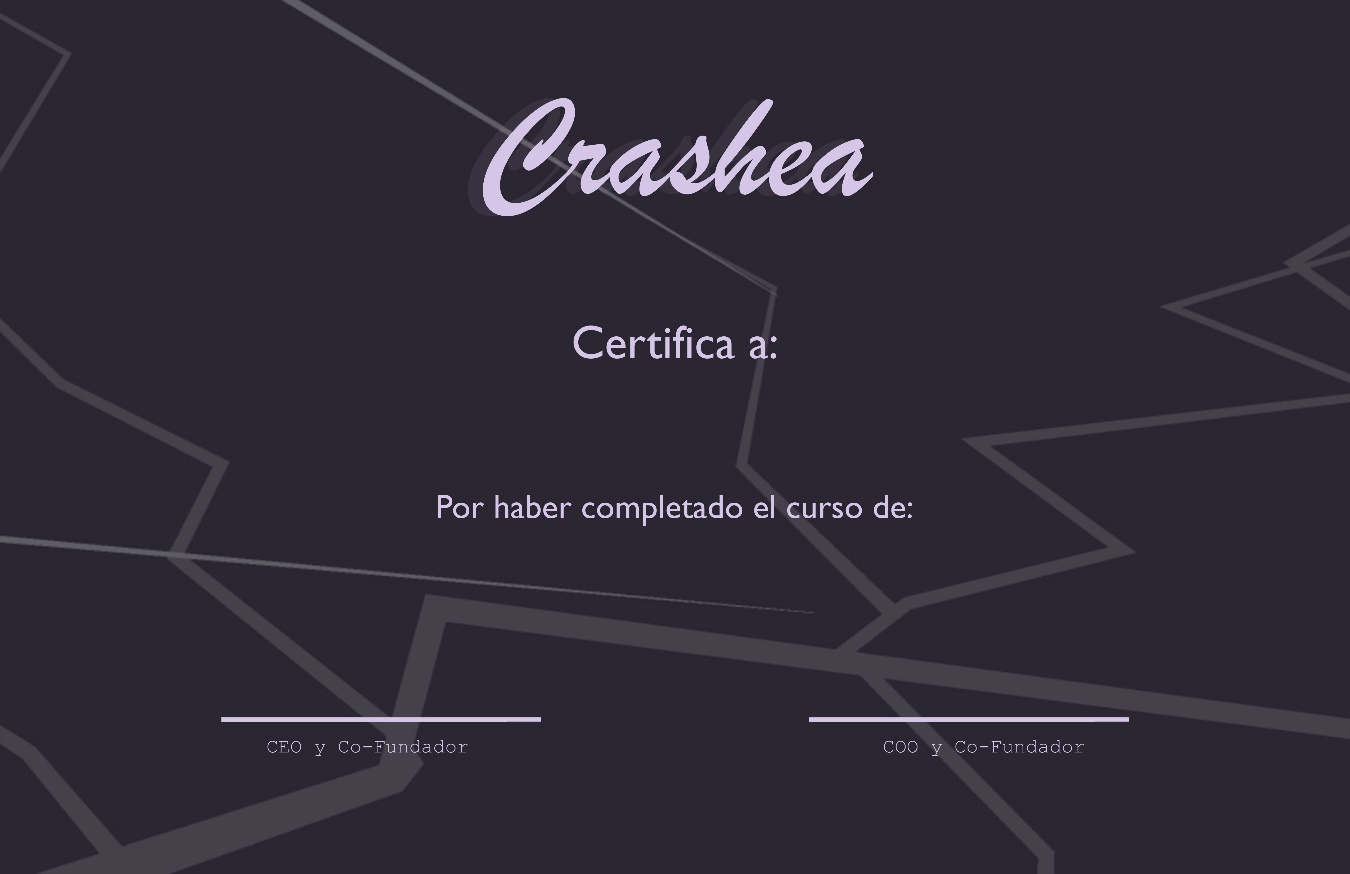 Crashea
Certifica a:
Por haber completado el curso de:
CEO y Co-Fundador
COO y Co-Fundador